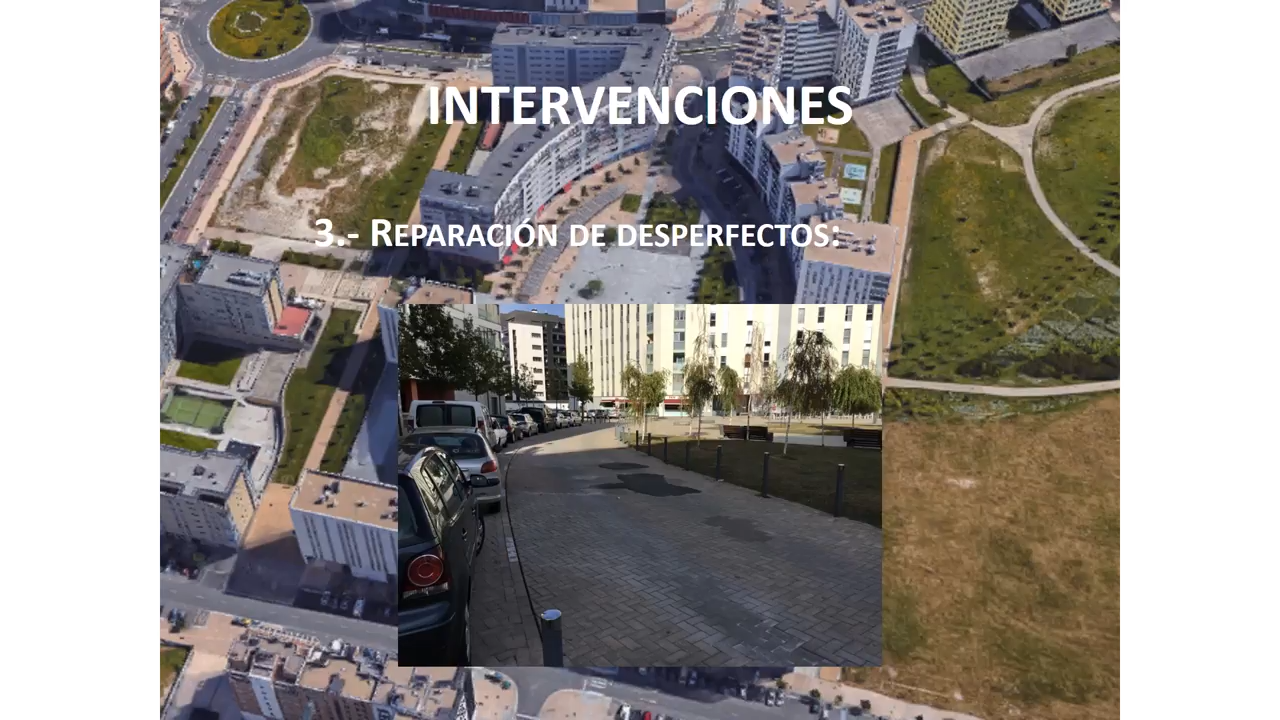 INTERVENCIONES
3.- REPARACIÓN DE DESPERFECTOS: